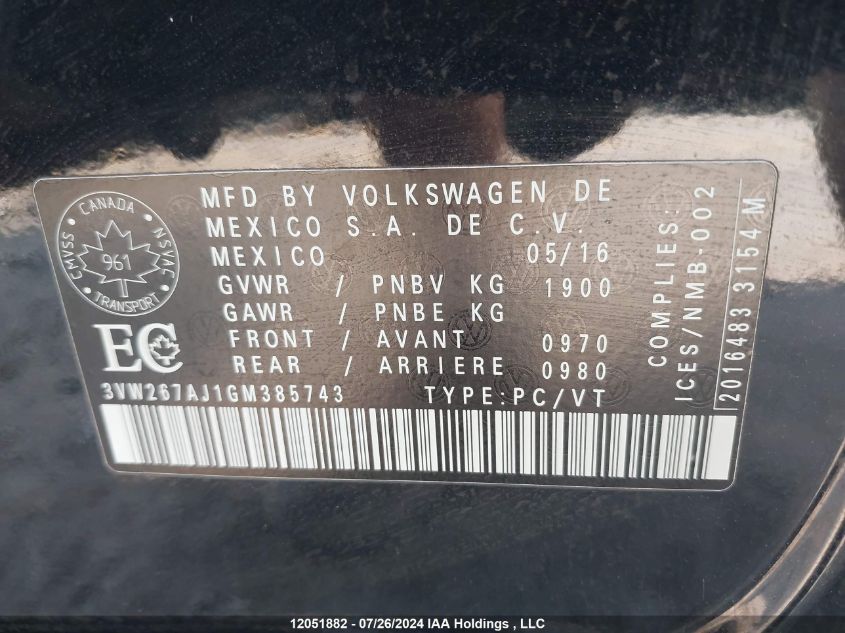 MFD BY VOLKSWAGEN DE
MEXICO S.A. DE C.V.
MEXICO 05/16
GVWR / PNBV KG 1900
GAWR / PNBE KG
FRONT / AVANT 0970
REAR / ARRIERE 0980
3VW267AJ1GM385743 TYPE:PC/VT
CANADA
CMVSS NSVAC
961
TRANSPORT
EC
COMPLIES:
ICES/NMB-002
2016483 3154M
12051882 - 07/26/2024 IAA Holdings , LLC